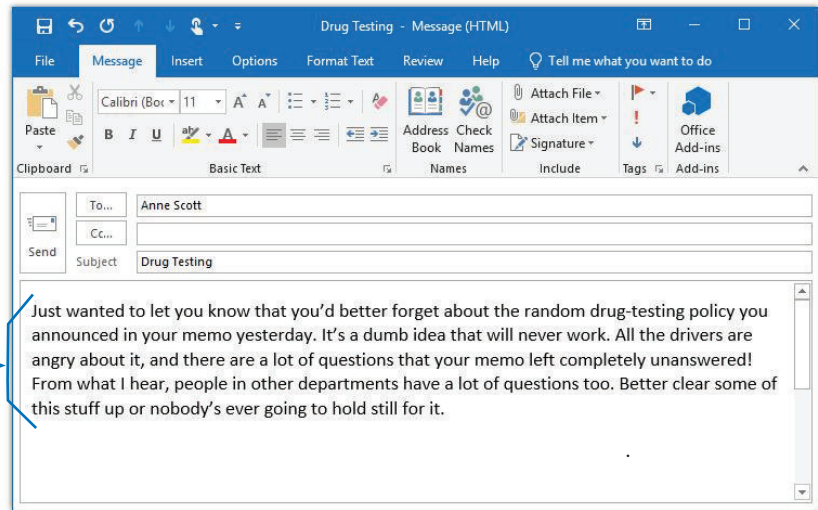 Drug Testing - Message (HTML)
File Message Insert Options Format Text Review Help Tell me what you want to do
Calibri (Boc 11 A A
Paste B I U aby A Address Book Check Names Attach File Attach Item Signature Office Add-ins
Clipboard Basic Text Names Include Tags Add-ins
To... Anne Scott
Cc...
Send
Subject Drug Testing
Just wanted to let you know that you’d better forget about the random drug-testing policy you
announced in your memo yesterday. It’s a dumb idea that will never work. All the drivers are
angry about it, and there are a lot of questions that your memo left completely unanswered!
From what I hear, people in other departments have a lot of questions too. Better clear some of
this stuff up or nobody’s ever going to hold still for it.
.